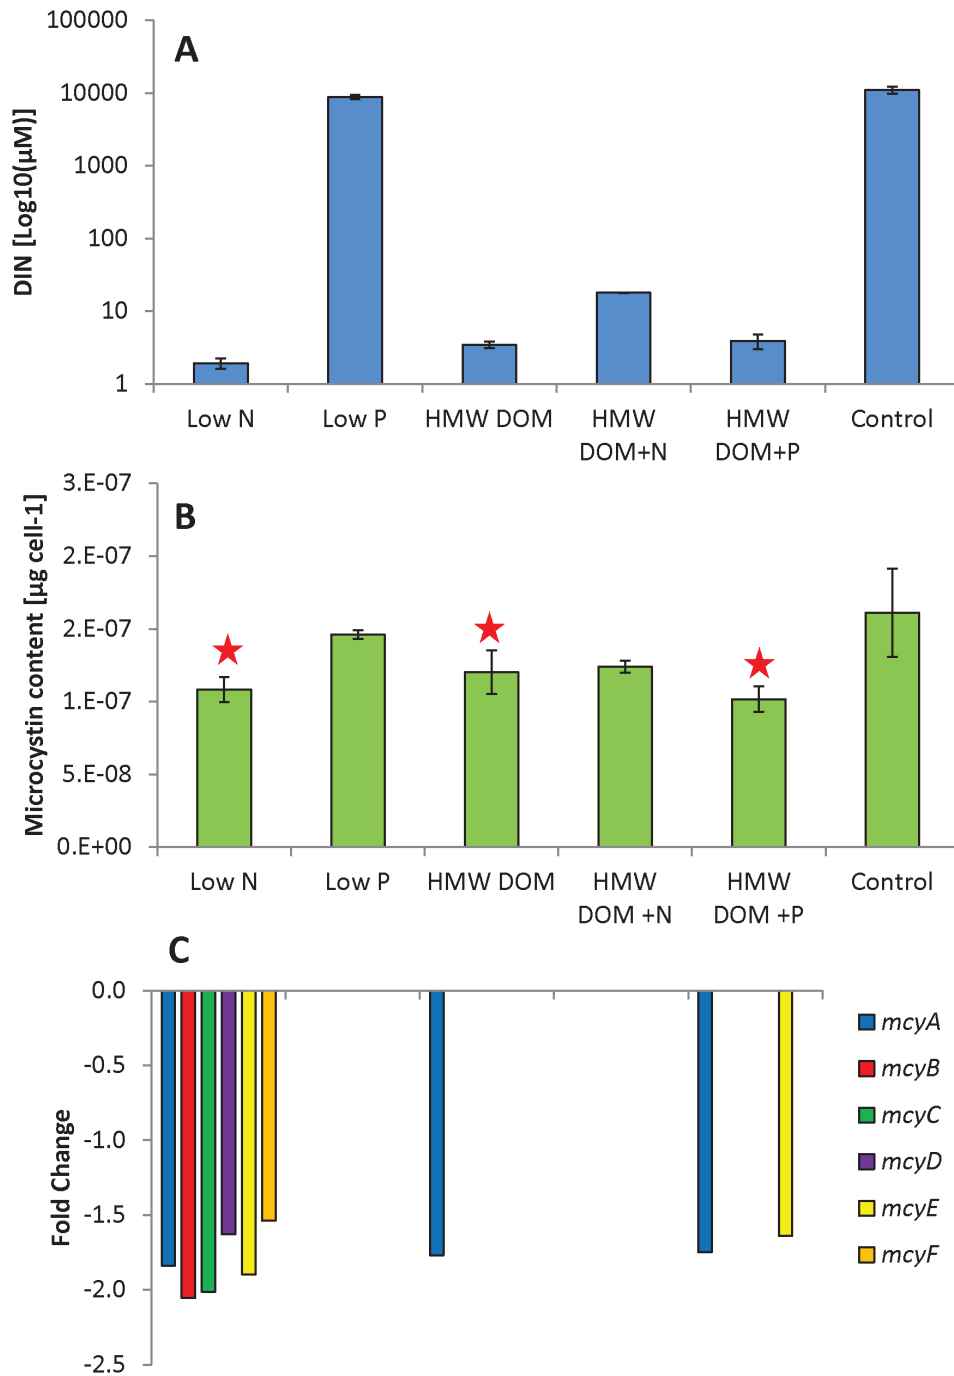 A
DIN [Log10(µM)]
100000
10000
1000
100
10
1
Low N
Low P
HMW DOM
HMW
DOM+N
HMW
DOM+P
Control
B
Microcystin content [µg cell-1]
3.E-07
2.E-07
2.E-07
1.E-07
5.E-08
0.E+00
Low N
Low P
HMW DOM
HMW
DOM +N
HMW
DOM +P
Control
C
Fold Change
0.0
-0.5
-1.0
-1.5
-2.0
-2.5
mcyA
mcyB
mcyC
mcyD
mcyE
mcyF